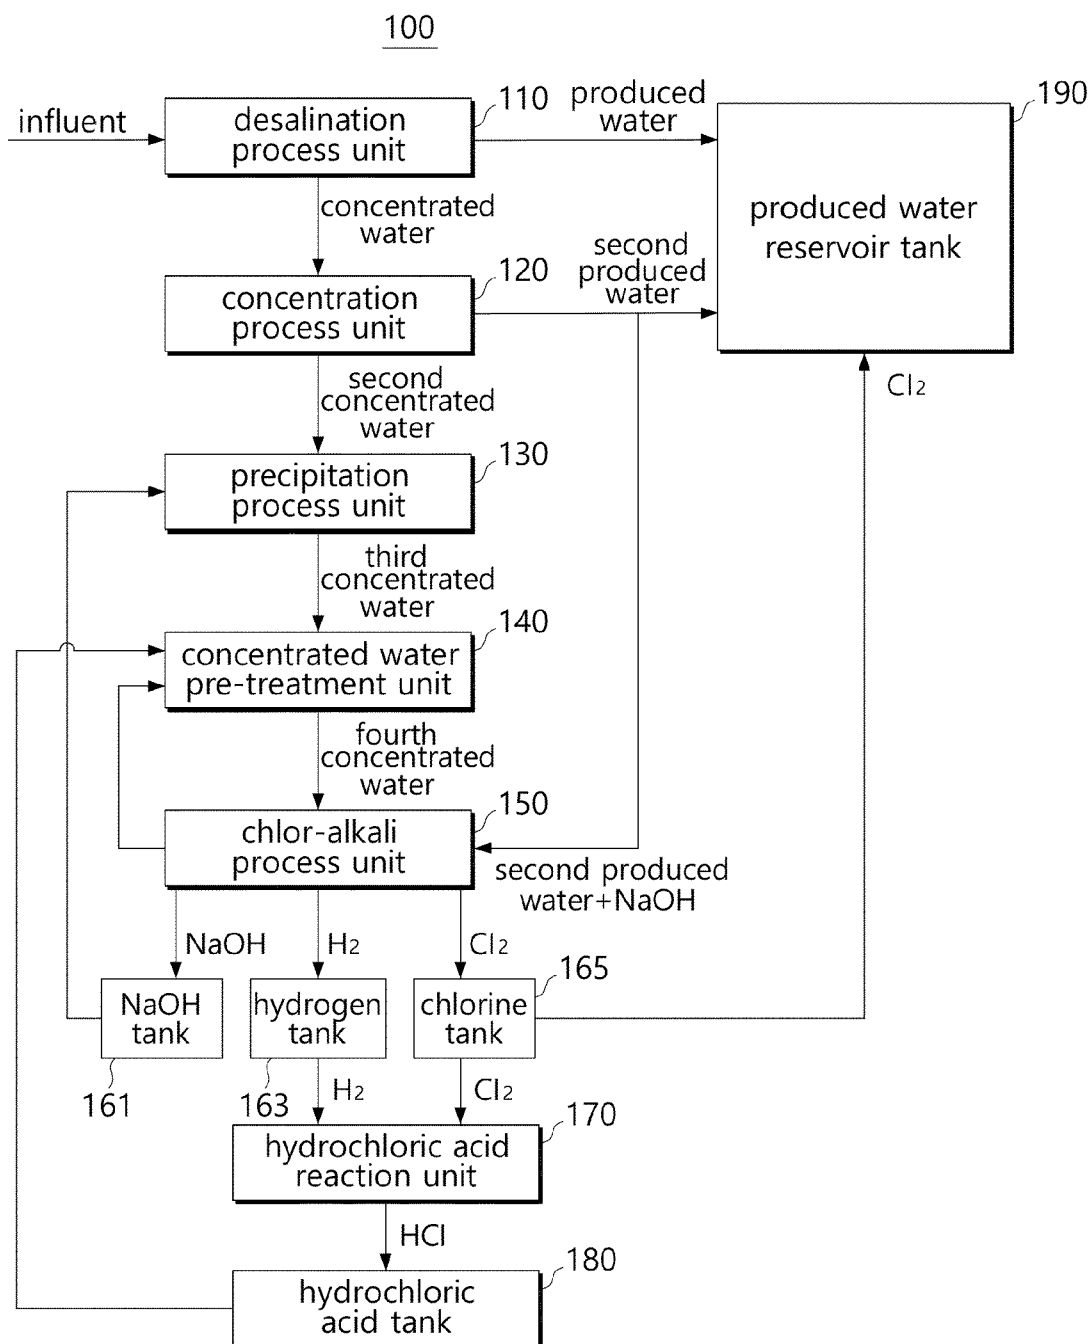 100
influent
desalination
process unit
110
produced
water
190
produced water
reservoir tank
concentrated
water
concentration
process unit
120
second
produced
water
Cl2
second
concentrated
water
precipitation
process unit
130
third
concentrated
water
concentrated water
pre-treatment unit
140
fourth
concentrated
water
chlor-alkali
process unit
150
second produced
water+NaOH
NaOH
H2
Cl2
NaOH
tank
161
hydrogen
tank
163
chlorine
tank
165
H2
Cl2
hydrochloric acid
reaction unit
170
HCl
hydrochloric
acid tank
180